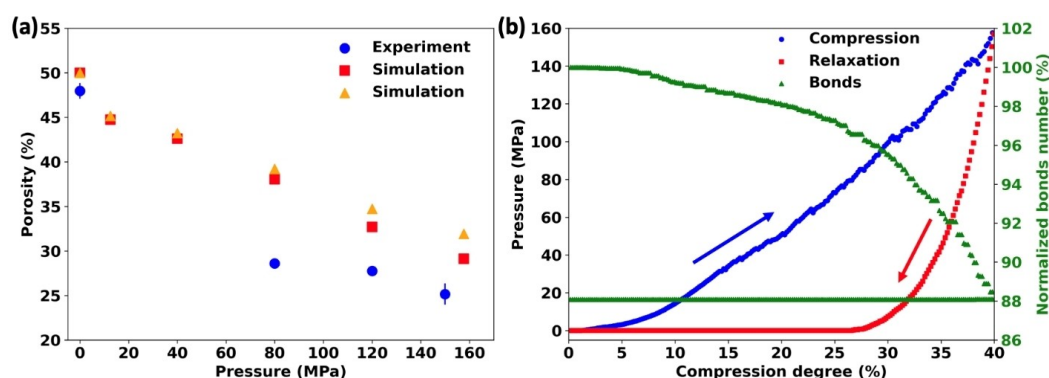 (a)
55
50
45
40
35
30
25
20
Porosity (%)
0 20 40 60 80 100 120 140 160
Pressure (MPa)
Experiment
Simulation
Simulation
(b)
160
140
120
100
80
60
40
20
0
Pressure (MPa)
0 5 10 15 20 25 30 35 40
Compression degree (%)
Compression
Relaxation
Bonds
102
100
98
96
94
92
90
88
86
Normalized bonds number (%)